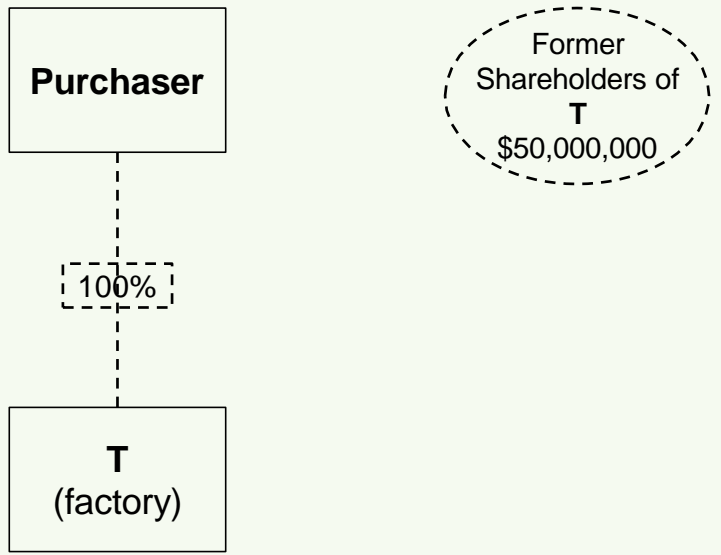 Purchaser
Former
Shareholders of
T
$50,000,000
100%
T
(factory)